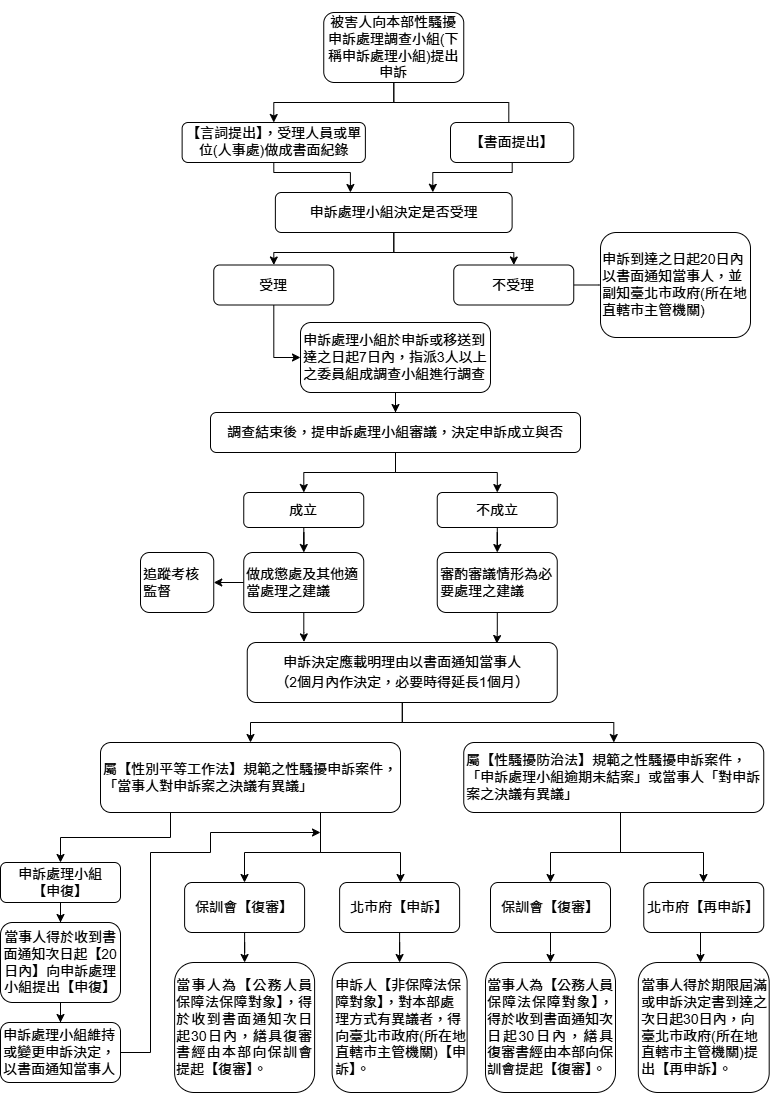 被害人向本部性騷擾
申訴處理調查小組(下
稱申訴處理小組)提出
申訴
【言詞提出】，受理人員或單
位(人事處)做成書面紀錄
【書面提出】
申訴處理小組決定是否受理
受理
不受理
申訴到達之日起20日內
以書面通知當事人，並
副知臺北市政府(所在地
直轄市主管機關)
申訴處理小組於申訴或移送到
達之日起7日內，指派3人以上
之委員組成調查小組進行調查
調查結束後，提申訴處理小組審議，決定申訴成立與否
成立
不成立
追蹤考核
監督
做成懲處及其他適
當處理之建議
審酌審議情形為必
要處理之建議
申訴決定應載明理由以書面通知當事人
（2個月內作決定，必要時得延長1個月）
屬【性別平等工作法】規範之性騷擾申訴案件，
「當事人對申訴案之決議有異議」
屬【性騷擾防治法】規範之性騷擾申訴案件，
「申訴處理小組逾期未結案」或當事人「對申訴
案之決議有異議」
申訴處理小組
【申復】
當事人得於收到書
面通知次日起【20
日內】向申訴處理
小組提出【申復】
申訴處理小組維持
或變更申訴決定，
以書面通知當事人
保訓會【復審】
北市府【申訴】
保訓會【復審】
北市府【再申訴】
當事人為【公務人員
保障法保障對象】，得
於收到書面通知次日
起30日內，繕具復審
書經由本部向保訓會
提起【復審】。
申訴人【非保障法保
障對象】，對本部處
理方式有異議者，得
向臺北市政府(所在地
直轄市主管機關)【申
訴】。
當事人為【公務人員
保障法保障對象】，
得於收到書面通知次
日起30日內，繕具
復審書經由本部向保
訓會提起【復審】。
當事人得於期限屆滿
或申訴決定書到達之
次日起30日內，向
臺北市政府(所在地
直轄市主管機關)提
出【再申訴】。